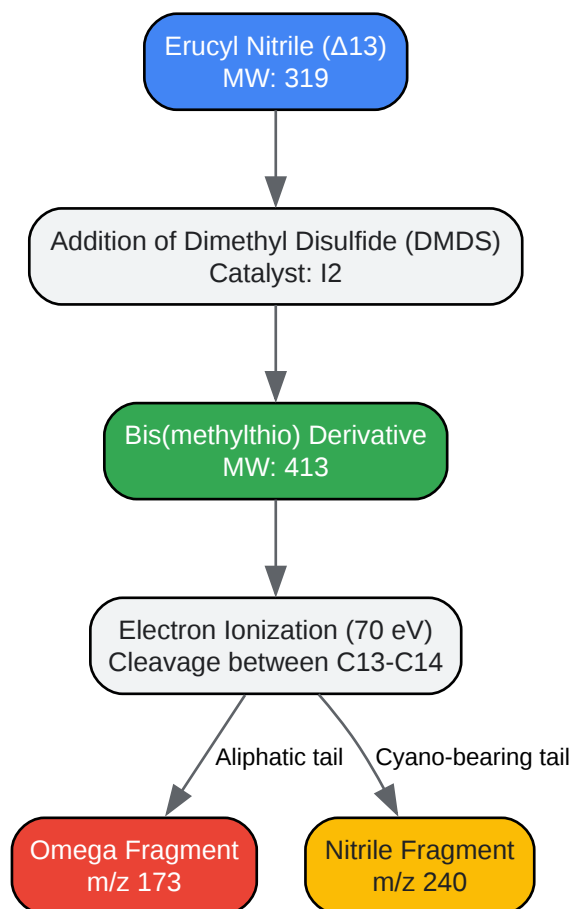 Erucyl Nitrile (Δ13)
MW: 319
Addition of Dimethyl Disulfide (DMDS)
Catalyst: I2
Bis(methylthio) Derivative
MW: 413
Electron Ionization (70 eV)
Cleavage between C13-C14
Aliphatic tail
Cyano-bearing tail
Omega Fragment
m/z 173
Nitrile Fragment
m/z 240